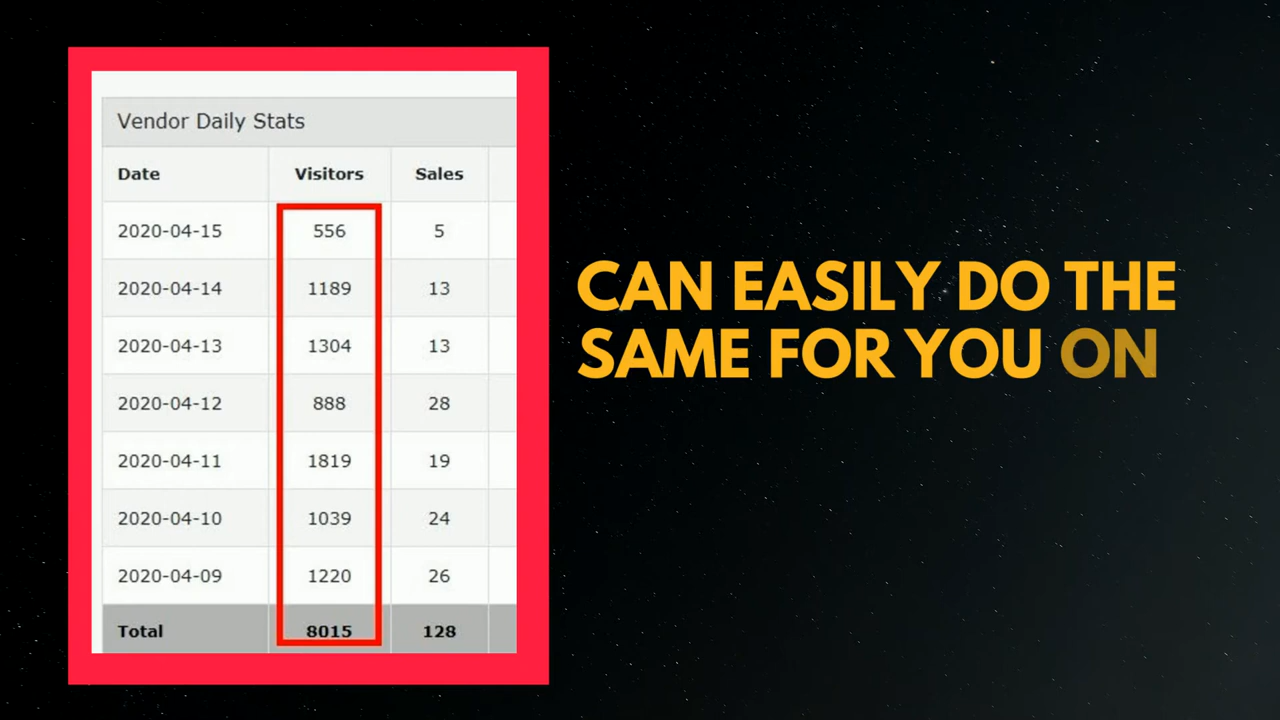 Vendor Daily Stats
Date Visitors Sales
2020-04-15 556 5
2020-04-14 1189 13
2020-04-13 1304 13
2020-04-12 888 28
2020-04-11 1819 19
2020-04-10 1039 24
2020-04-09 1220 26
Total 8015 128
CAN EASILY DO THE
SAME FOR YOU ON